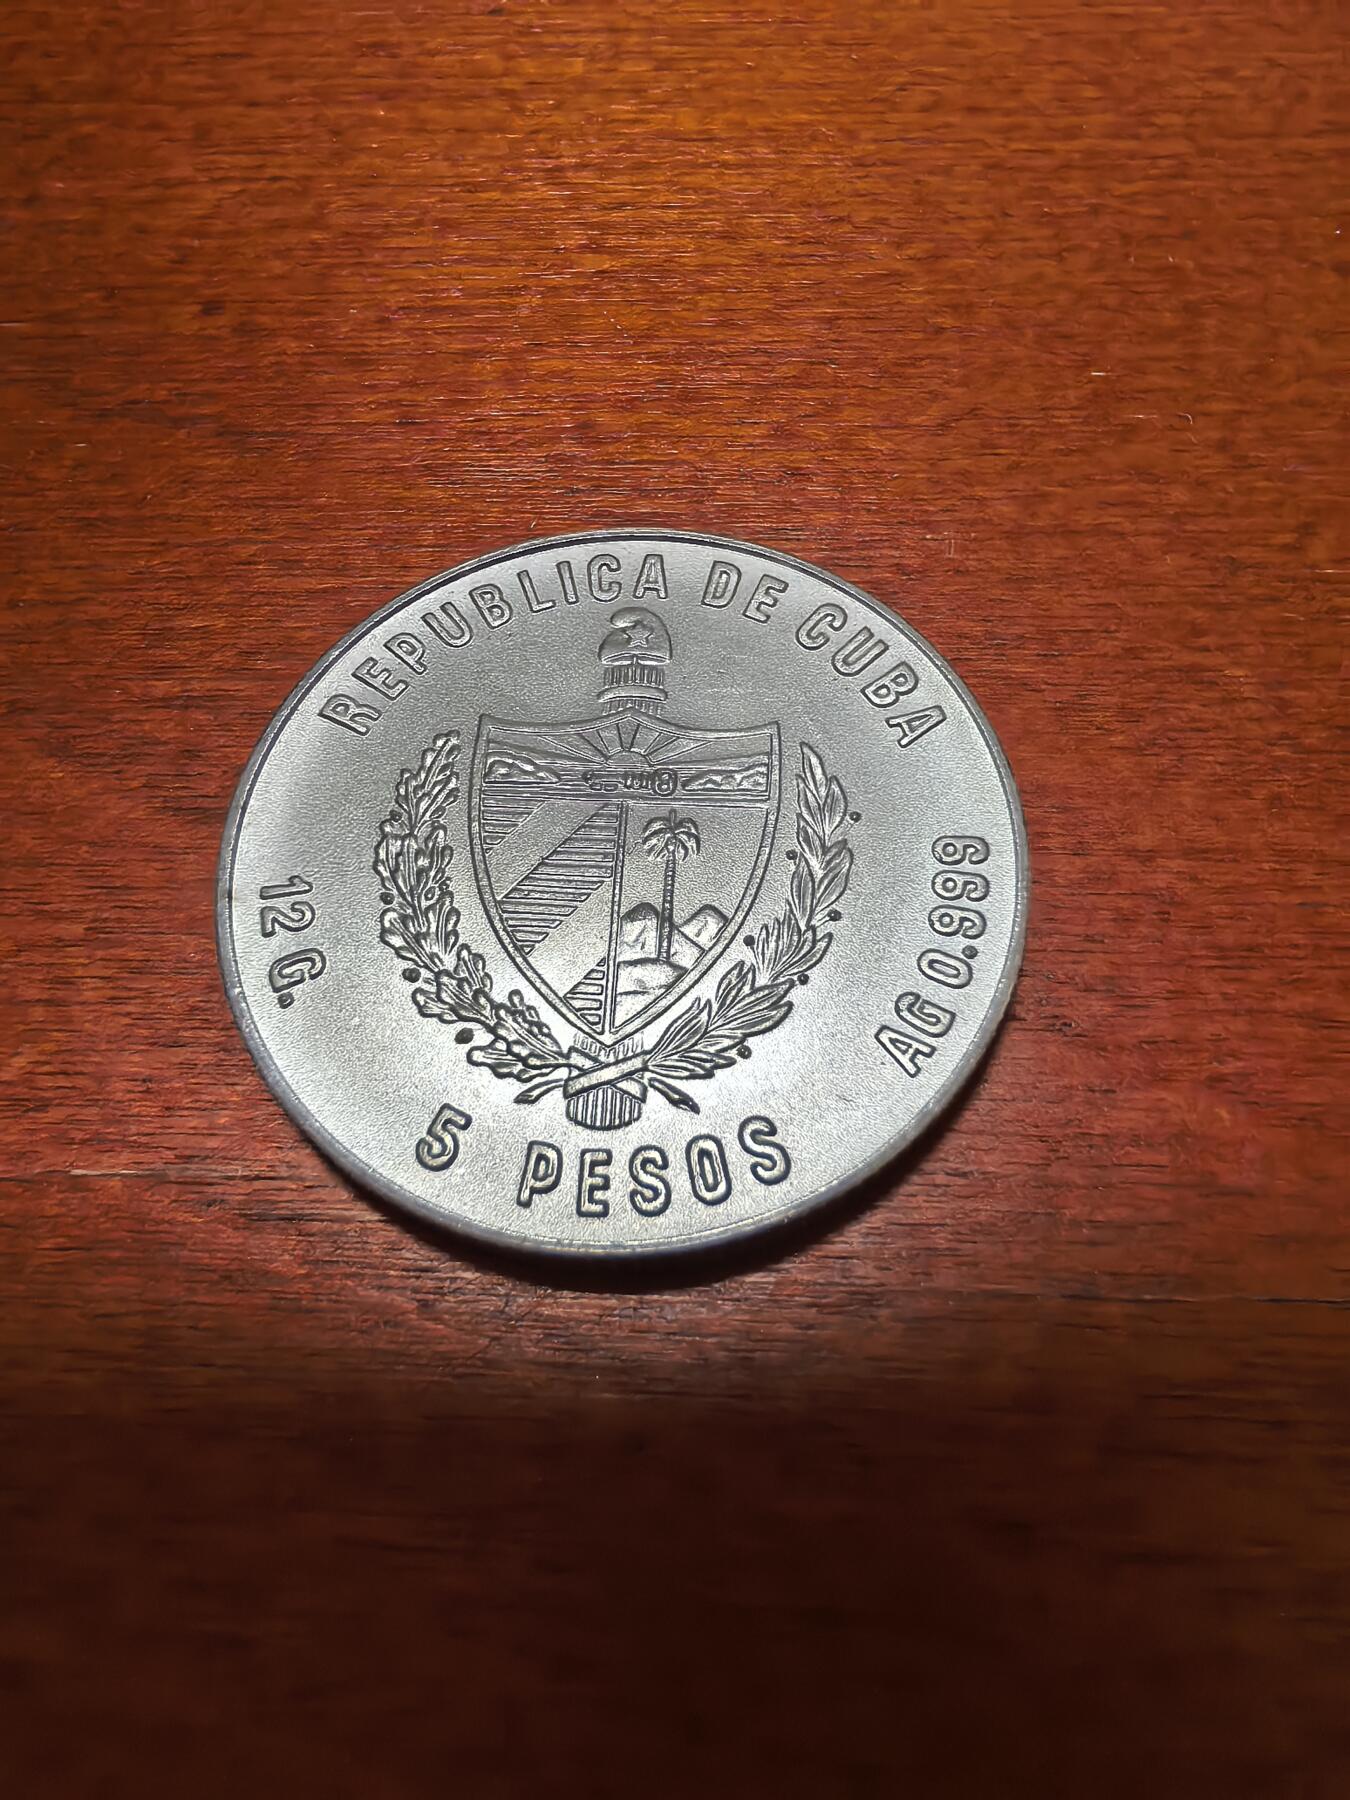 REPUBLICA DE CUBA
12 G.
AG 0.999
5 PESOS